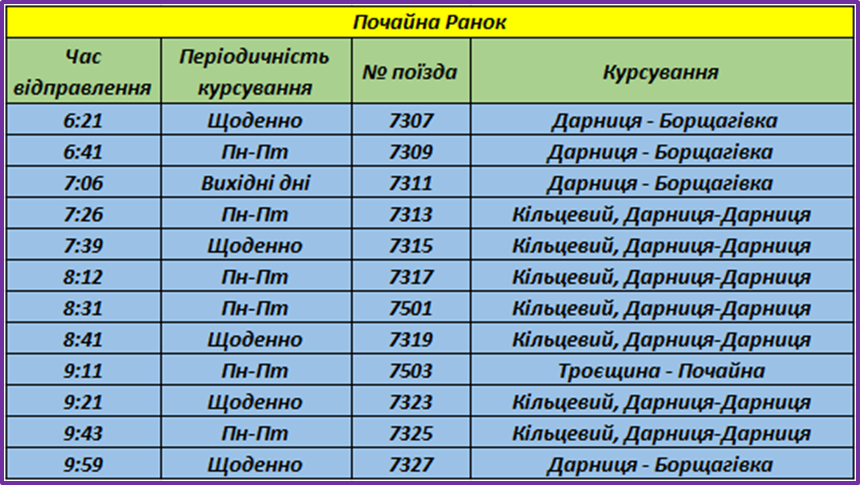 Почайна Ранок
Час відправлення Періодичність курсування № поїзда Курсування
6:21 Щоденно 7307 Дарниця - Борщагівка
6:41 Пн-Пт 7309 Дарниця - Борщагівка
7:06 Вихідні дні 7311 Дарниця - Борщагівка
7:26 Пн-Пт 7313 Кільцевий, Дарниця-Дарниця
7:39 Щоденно 7315 Кільцевий, Дарниця-Дарниця
8:12 Пн-Пт 7317 Кільцевий, Дарниця-Дарниця
8:31 Пн-Пт 7501 Кільцевий, Дарниця-Дарниця
8:41 Щоденно 7319 Кільцевий, Дарниця-Дарниця
9:11 Пн-Пт 7503 Троєщина - Почайна
9:21 Щоденно 7323 Кільцевий, Дарниця-Дарниця
9:43 Пн-Пт 7325 Кільцевий, Дарниця-Дарниця
9:59 Щоденно 7327 Дарниця - Борщагівка